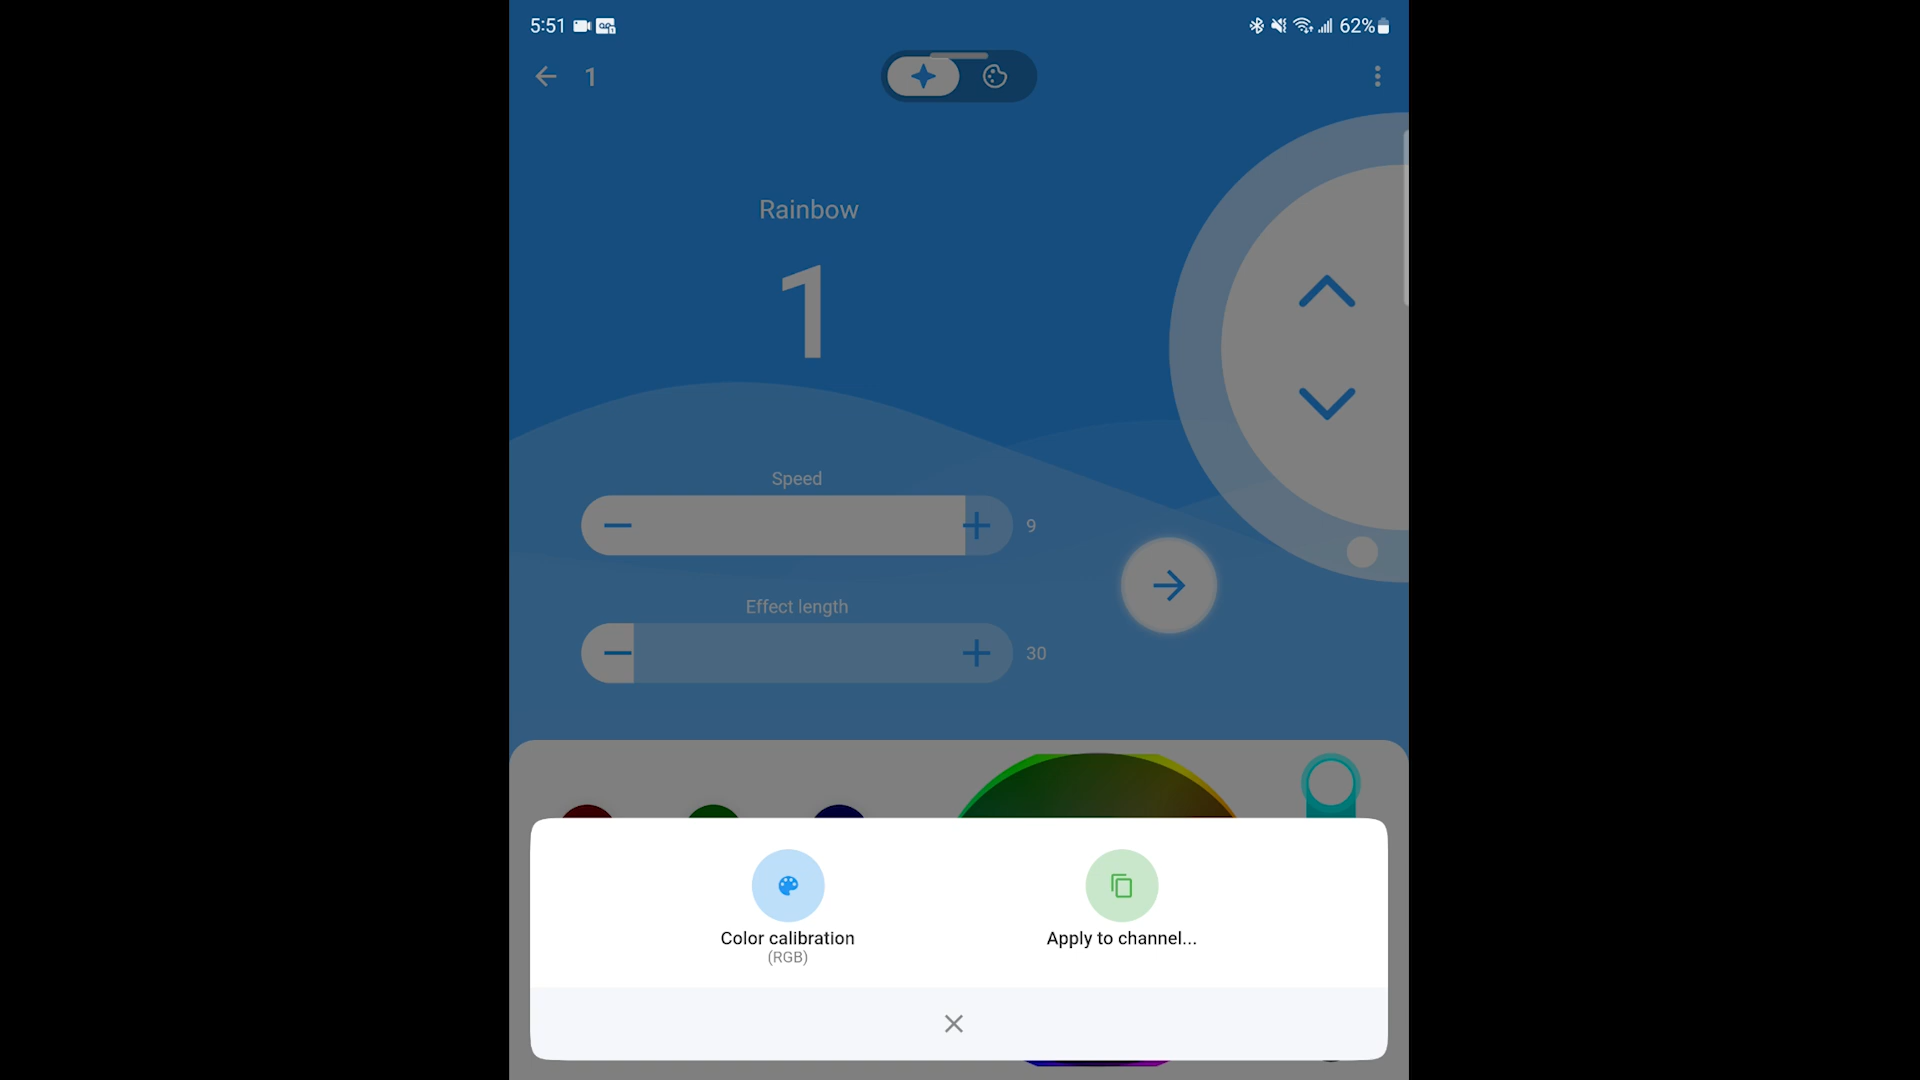 5:51
62%
1
Rainbow
1
Speed
9
Effect length
30
Color calibration
(RGB)
Apply to channel...